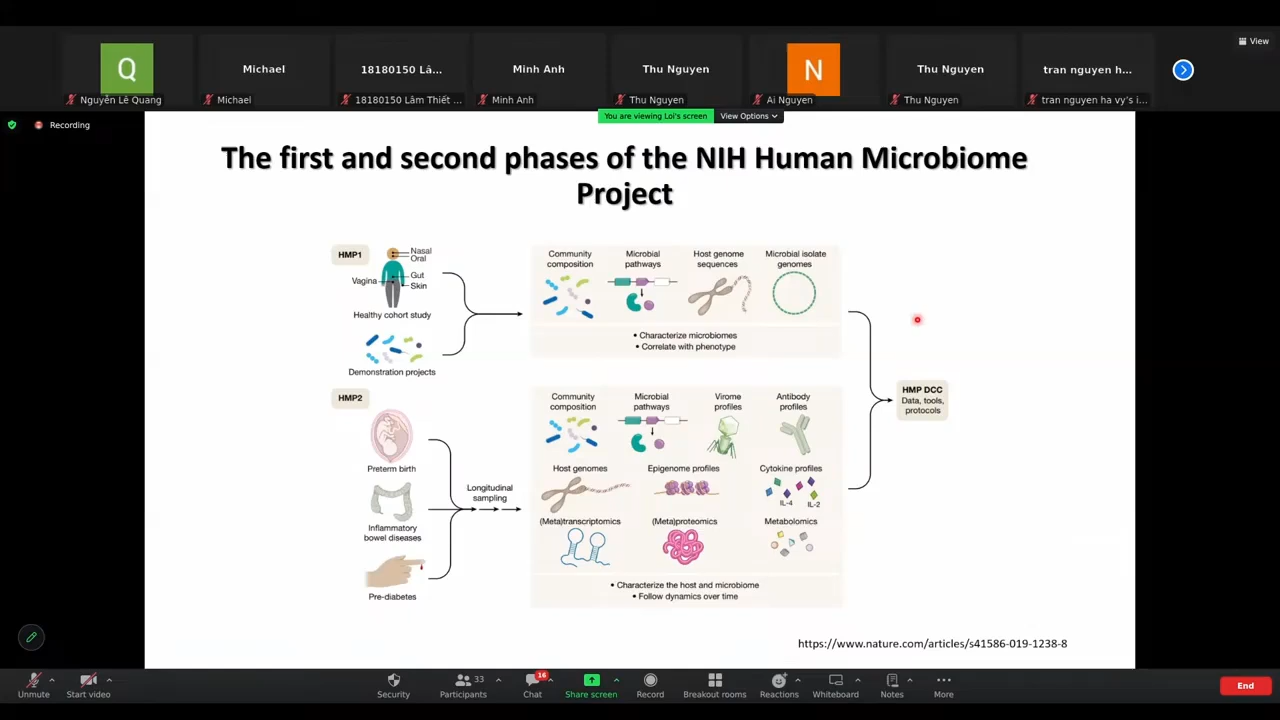 View
Q
Michael
18180150 Lâ...
Minh Anh
Thu Nguyen
N
Thu Nguyen
tran nguyen h...
Nguyễn Lê Quang
Michael
18180150 Lâm Thiết ...
Minh Anh
Thu Nguyen
Ai Nguyen
Thu Nguyen
tran nguyen ha vy's i...
Recording
You are viewing Loi's screen
View Options
The first and second phases of the NIH Human Microbiome
Project
HMP1
Nasal
Oral
Gut
Skin
Vagina
Healthy cohort study
Demonstration projects
Community
composition
Microbial
pathways
Host genome
sequences
Microbial isolate
genomes
• Characterize microbiomes
• Correlate with phenotype
HMP DCC
Data, tools,
protocols
HMP2
Preterm birth
Inflammatory
bowel diseases
Pre-diabetes
Longitudinal
sampling
Community
composition
Microbial
pathways
Virome
profiles
Antibody
profiles
Host genomes
Epigenome profiles
Cytokine profiles
IL-4
IL-2
(Meta)transcriptomics
(Meta)proteomics
Metabolomics
• Characterize the host and microbiome
• Follow dynamics over time
https://www.nature.com/articles/s41586-019-1238-8
Unmute
Start video
Security
Participants
33
Chat
16
Share screen
Record
Breakout rooms
Reactions
Whiteboard
Notes
More
End